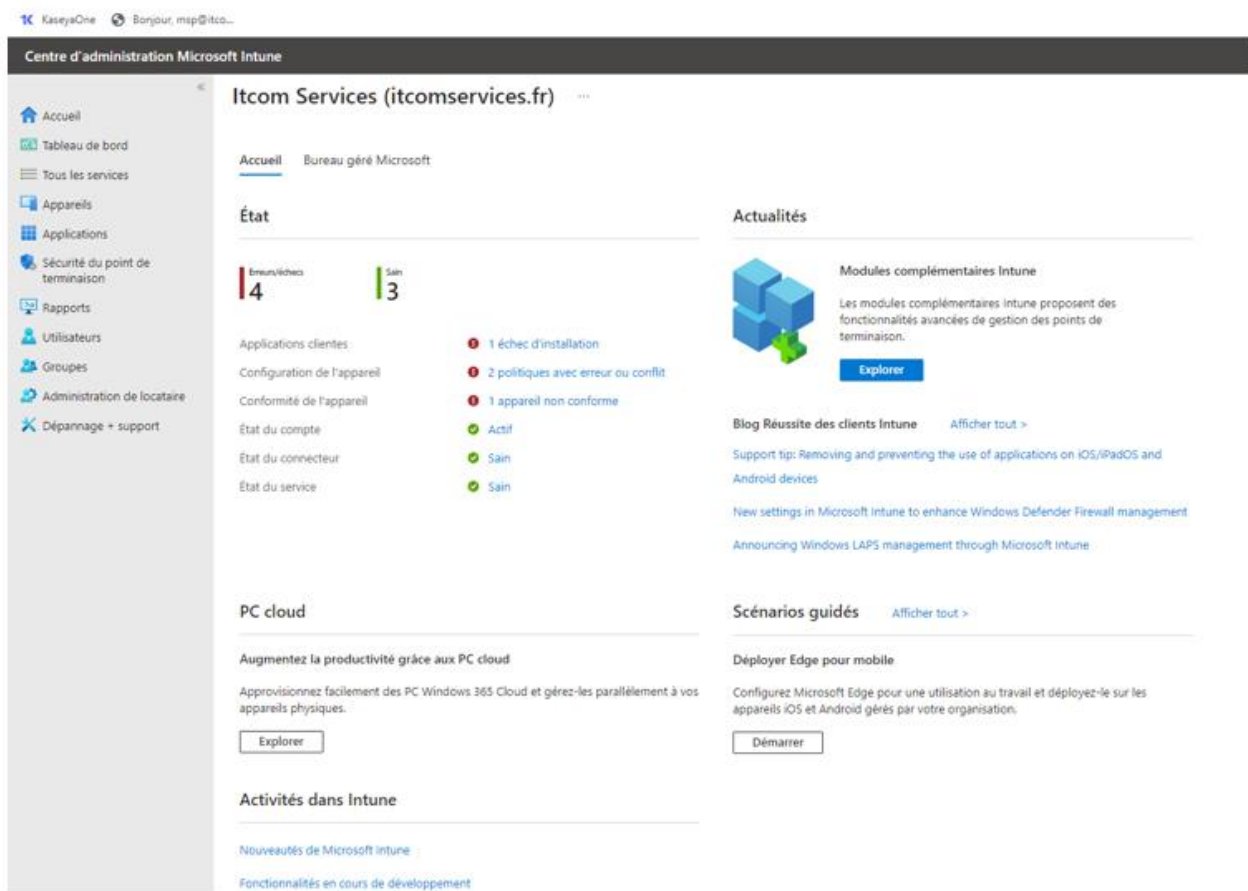 KaseyaOne
Bonjour, msp@itco...
Centre d'administration Microsoft Intune
«
Accueil
Tableau de bord
Tous les services
Appareils
Applications
Sécurité du point de
terminaison
Rapports
Utilisateurs
Groupes
Administration de locataire
Dépannage + support
Itcom Services (itcomservices.fr) ...
Accueil
Bureau géré Microsoft
État
Erreurs/échecs
4
Sain
3
Applications clientes
1 échec d'installation
Configuration de l'appareil
2 politiques avec erreur ou conflit
Conformité de l'appareil
1 appareil non conforme
État du compte
Actif
État du connecteur
Sain
État du service
Sain
Actualités
Modules complémentaires Intune
Les modules complémentaires Intune proposent des
fonctionnalités avancées de gestion des points de
terminaison.
Explorer
Blog Réussite des clients Intune
Afficher tout >
Support tip: Removing and preventing the use of applications on iOS/iPadOS and
Android devices
New settings in Microsoft Intune to enhance Windows Defender Firewall management
Announcing Windows LAPS management through Microsoft Intune
PC cloud
Augmentez la productivité grâce aux PC cloud
Approvisionnez facilement des PC Windows 365 Cloud et gérez-les parallèlement à vos
appareils physiques.
Explorer
Scénarios guidés
Afficher tout >
Déployer Edge pour mobile
Configurez Microsoft Edge pour une utilisation au travail et déployez-le sur les
appareils iOS et Android gérés par votre organisation.
Démarrer
Activités dans Intune
Nouveautés de Microsoft Intune
Fonctionnalités en cours de développement